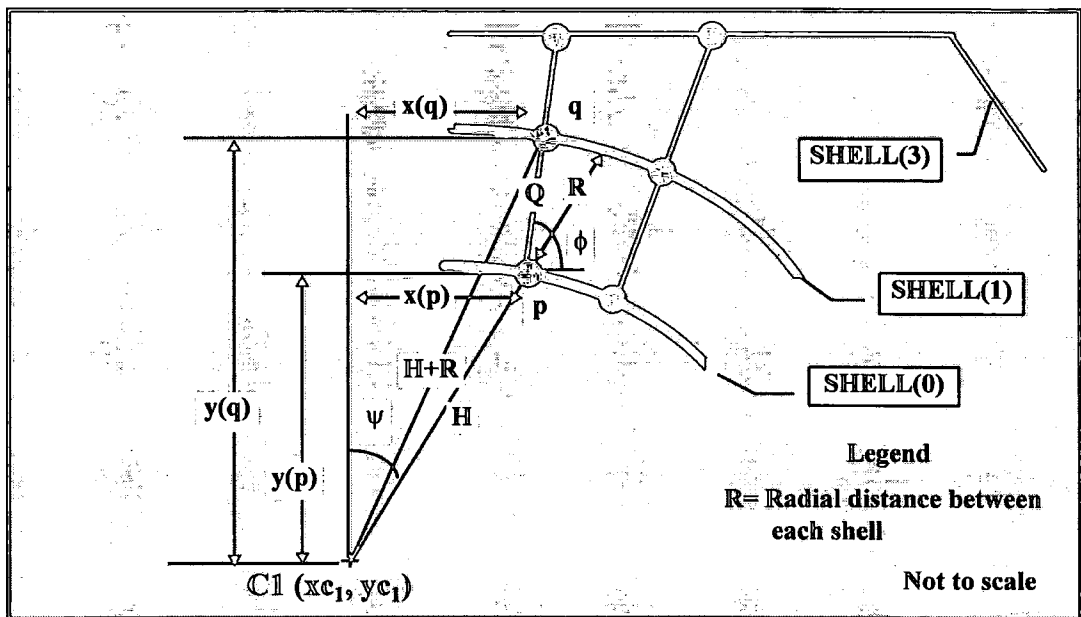 x(q)
q
SHELL(3)
Q
R
ϕ
x(p)
p
SHELL(1)
H+R
SHELL(0)
y(q)
ψ
H
y(p)
Legend
R= Radial distance between
each shell
C1 (xc₁, yc₁)
Not to scale